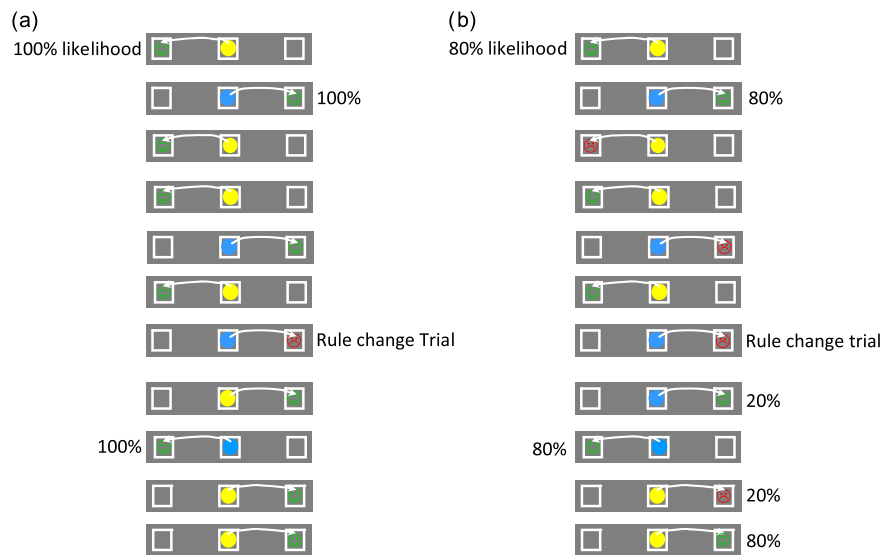 (a)
100% likelihood
100%
Rule change Trial
100%
(b)
80% likelihood
80%
Rule change trial
20%
80%
20%
80%